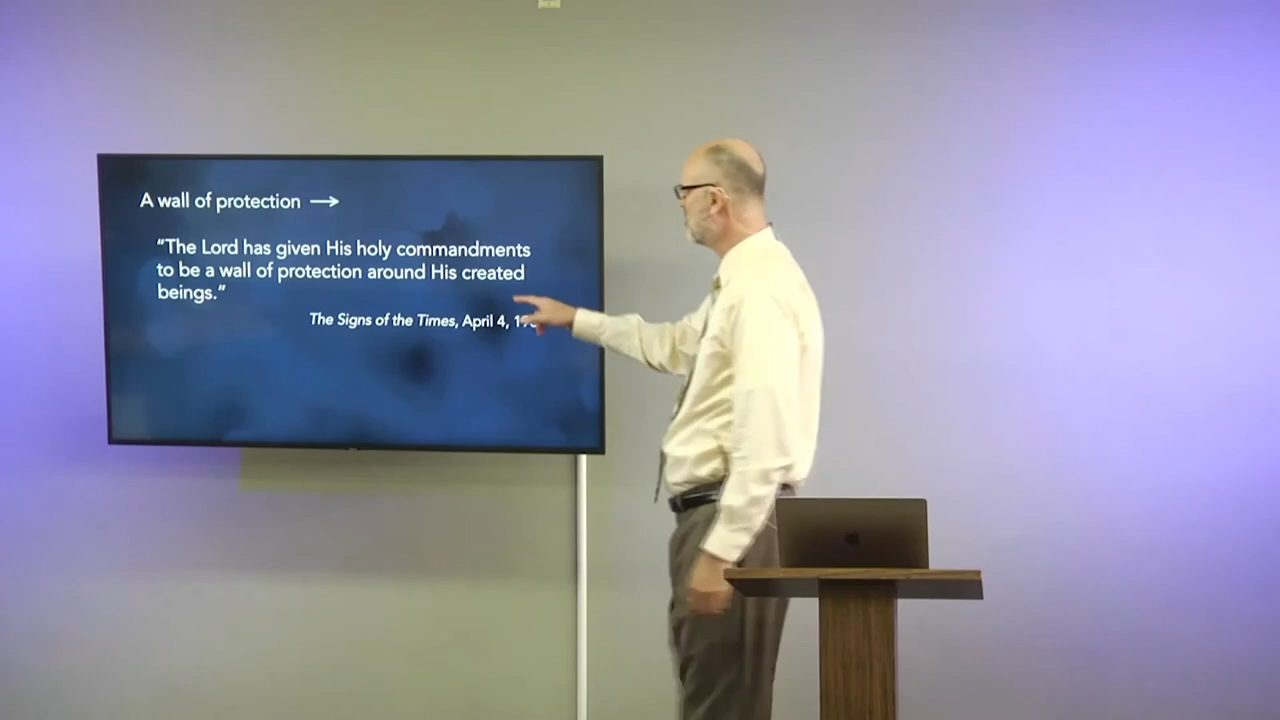 A wall of protection →
“The Lord has given His holy commandments
to be a wall of protection around His created
beings.”
The Signs of the Times, April 4,